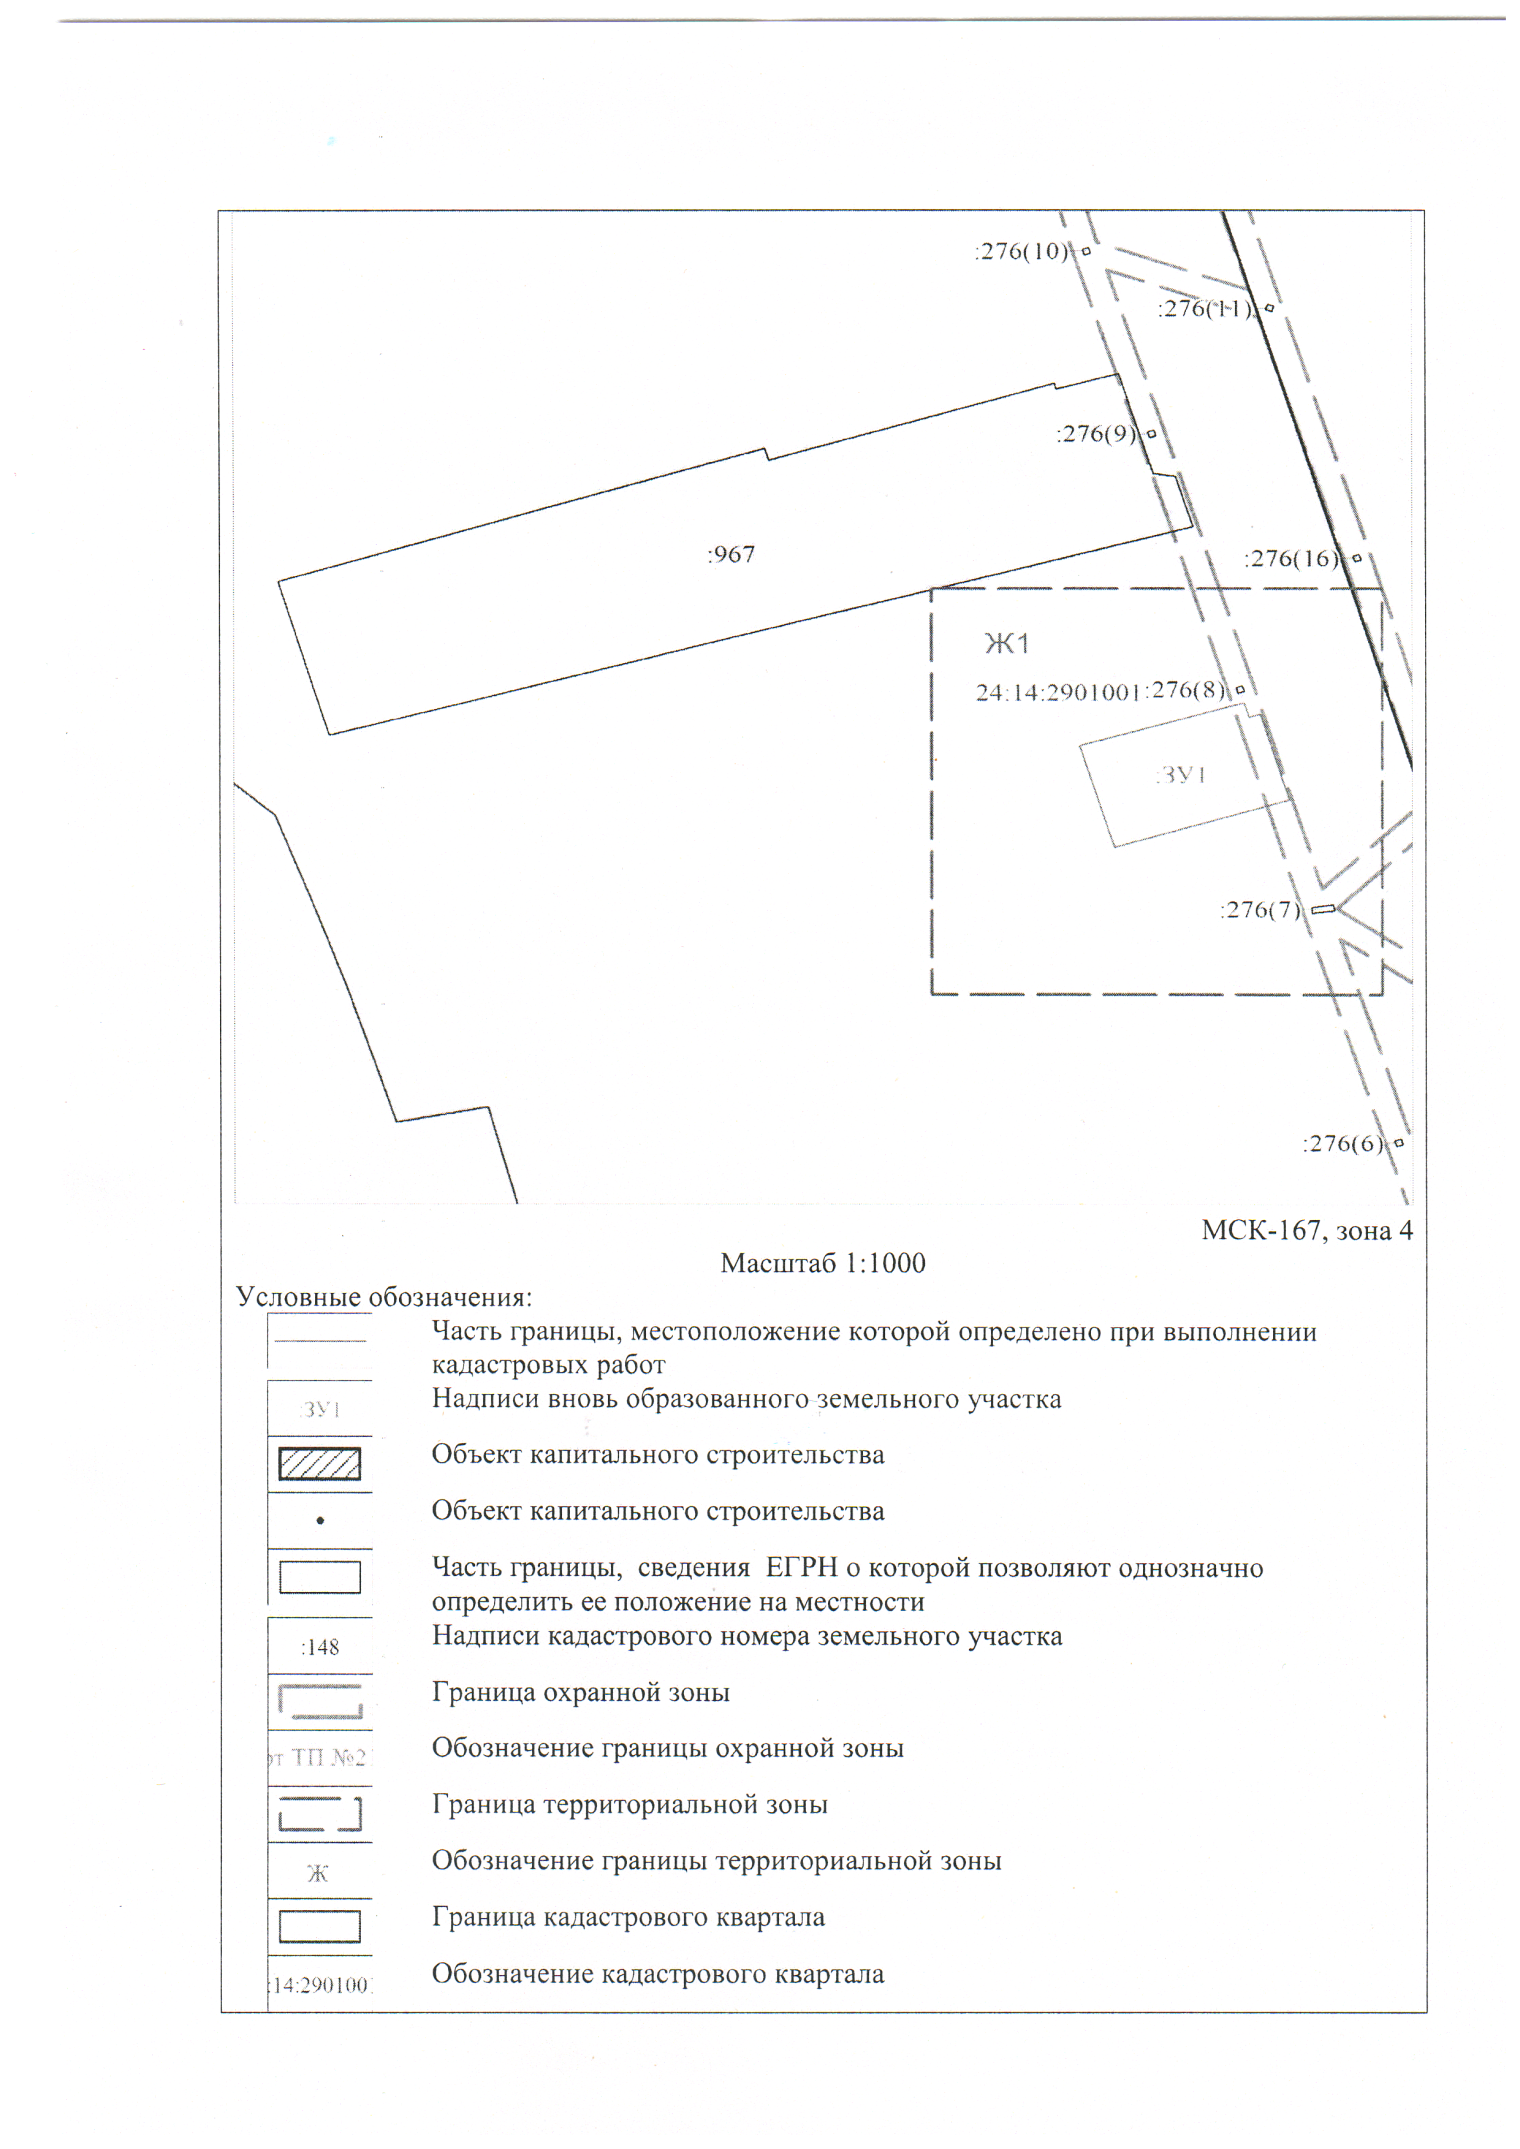 :276(10)
:276(11)
:276(9)
:967
:276(16)
Ж1
24:14:2901001
:276(8)
:ЗУ1
:276(7)
:276(6)
МСК-167, зона 4
Масштаб 1:1000
Условные обозначения:
Часть границы, местоположение которой определено при выполнении
кадастровых работ
:ЗУ1
Надписи вновь образованного земельного участка
Объект капитального строительства
Объект капитального строительства
Часть границы, сведения ЕГРН о которой позволяют однозначно
определить ее положение на местности
:148
Надписи кадастрового номера земельного участка
Граница охранной зоны
от ТП №2
Обозначение границы охранной зоны
Граница территориальной зоны
Ж
Обозначение границы территориальной зоны
Граница кадастрового квартала
:14:290100
Обозначение кадастрового квартала